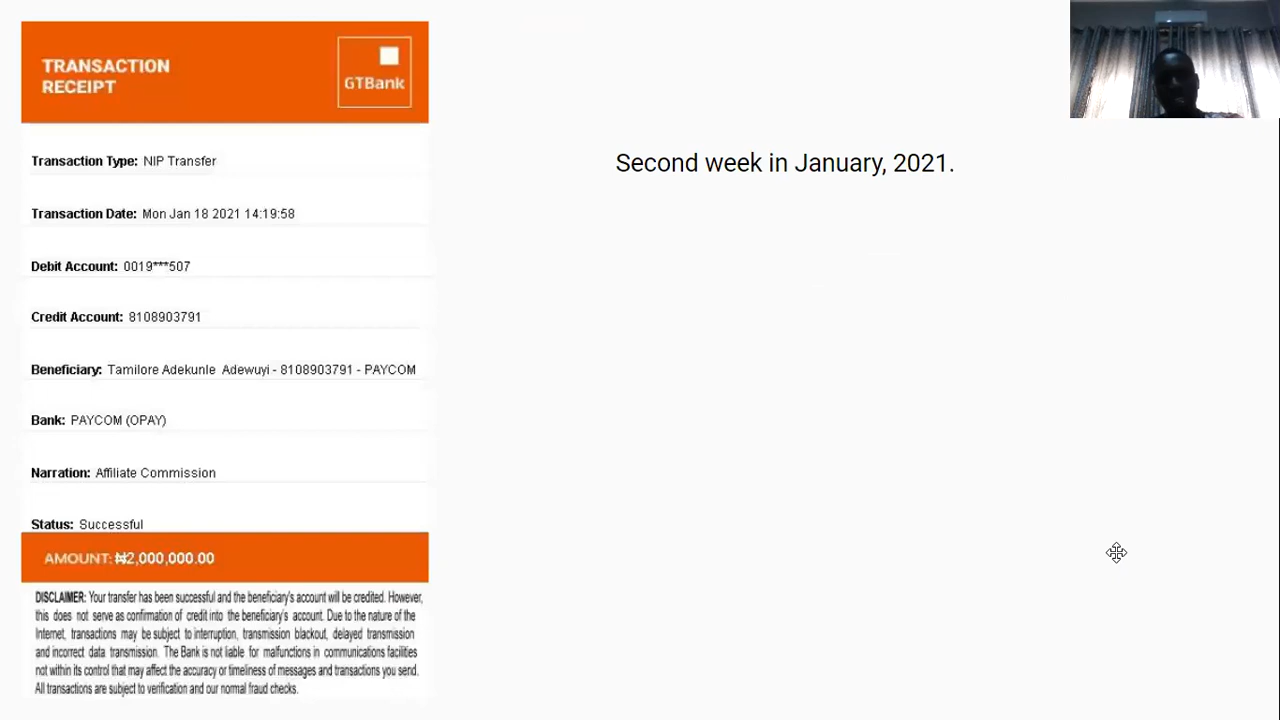 TRANSACTION
RECEIPT
GTBank
Transaction Type: NIP Transfer
Transaction Date: Mon Jan 18 2021 14:19:58
Debit Account: 0019***507
Credit Account: 8108903791
Beneficiary: Tamilore Adekunle Adewuyi - 8108903791 - PAYCOM
Bank: PAYCOM (OPAY)
Narration: Affiliate Commission
Status: Successful
AMOUNT: ₦2,000,000.00
DISCLAIMER: Your transfer has been successful and the beneficiary's account will be credited. However,
this does not serve as confirmation of credit into the beneficiary's account. Due to the nature of the
Internet, transactions may be subject to interruption, transmission blackout, delayed transmission
and incorrect data transmission. The Bank is not liable for malfunctions in communications facilities
not within its control that may affect the accuracy or timeliness of messages and transactions you send.
All transactions are subject to verification and our normal fraud checks.
Second week in January, 2021.